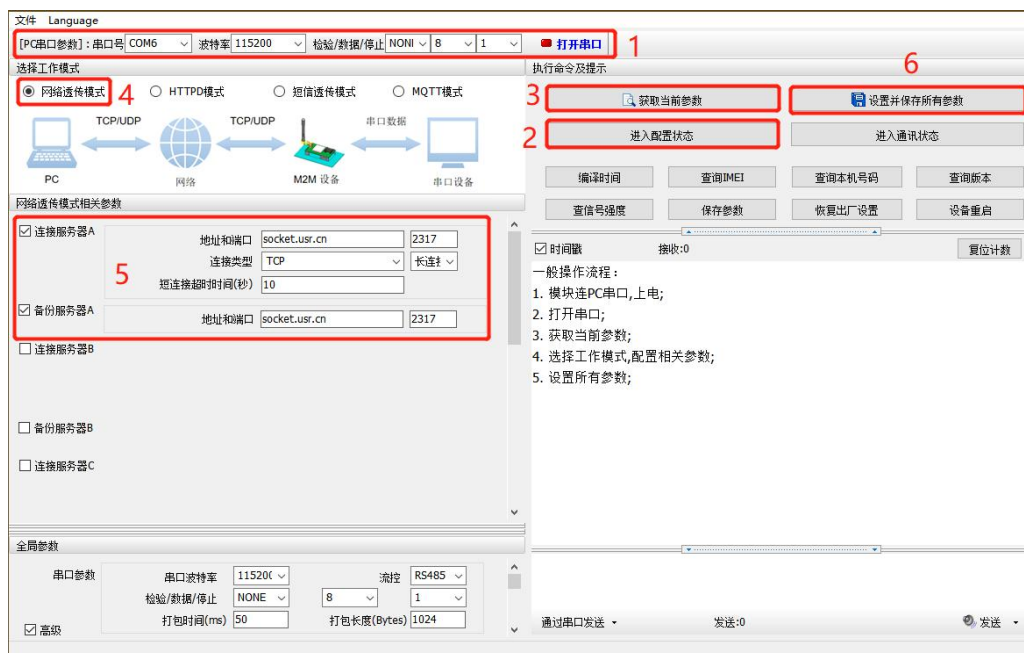 文件 Language
[PC串口参数]：串口号 COM6 波特率 115200 检验/数据/停止 NONI 8 1 打开串口 1
选择工作模式
网络透传模式 4 HTTPD模式 短信透传模式 MQTT模式
TCP/UDP TCP/UDP 串口数据
PC 网络 M2M 设备 串口设备
网络透传模式相关参数
连接服务器A 地址和端口 socket.usr.cn 2317
连接类型 TCP 长连接
5 短连接超时时间(秒) 10
备份服务器A 地址和端口 socket.usr.cn 2317
连接服务器B
备份服务器B
连接服务器C
全局参数
串口参数 串口波特率 11520( 流控 RS485
检验/数据/停止 NONE 8 1
高级 打包时间(ms) 50 打包长度(Bytes) 1024
执行命令及提示 6
3 获取当前参数 设置并保存所有参数
2 进入配置状态 进入通讯状态
编译时间 查询IMEI 查询本机号码 查询版本
查信号强度 保存参数 恢复出厂设置 设备重启
时间戳 接收:0 复位计数
一般操作流程：
1. 模块连PC串口,上电;
2. 打开串口;
3. 获取当前参数;
4. 选择工作模式,配置相关参数;
5. 设置所有参数;
通过串口发送 发送:0 发送